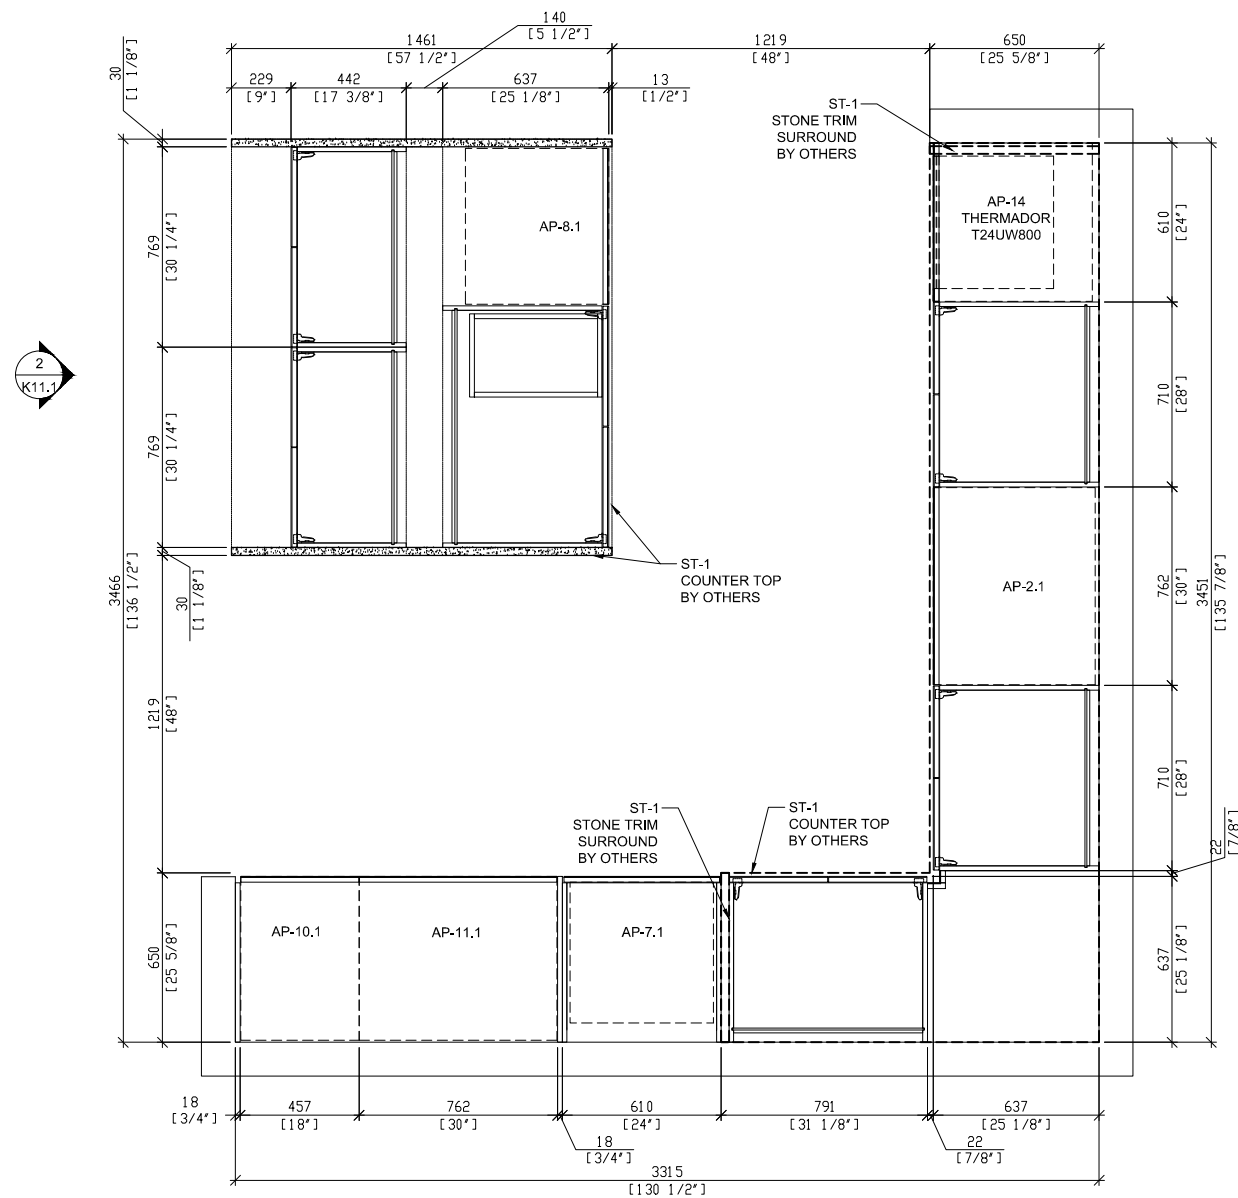 140
[5 1/2"]
1461
[57 1/2"]
1219
[48"]
650
[25 5/8"]
30
[1 1/8"]
229
[9"]
442
[17 3/8"]
637
[25 1/8"]
13
[1/2"]
ST-1
STONE TRIM
SURROUND
BY OTHERS
AP-8.1
AP-14
THERMADOR
T24UW800
610
[24"]
769
[30 1/4"]
2
K11.1
710
[28"]
769
[30 1/4"]
ST-1
COUNTER TOP
BY OTHERS
AP-2.1
762
[30"]
3451
[135 7/8"]
3466
[136 1/2"]
30
[1 1/8"]
1219
[48"]
710
[28"]
22
[7/8"]
ST-1
STONE TRIM
SURROUND
BY OTHERS
ST-1
COUNTER TOP
BY OTHERS
AP-10.1
AP-11.1
AP-7.1
650
[25 5/8"]
637
[25 1/8"]
18
[3/4"]
457
[18"]
762
[30"]
610
[24"]
791
[31 1/8"]
637
[25 1/8"]
18
[3/4"]
22
[7/8"]
3315
[130 1/2"]